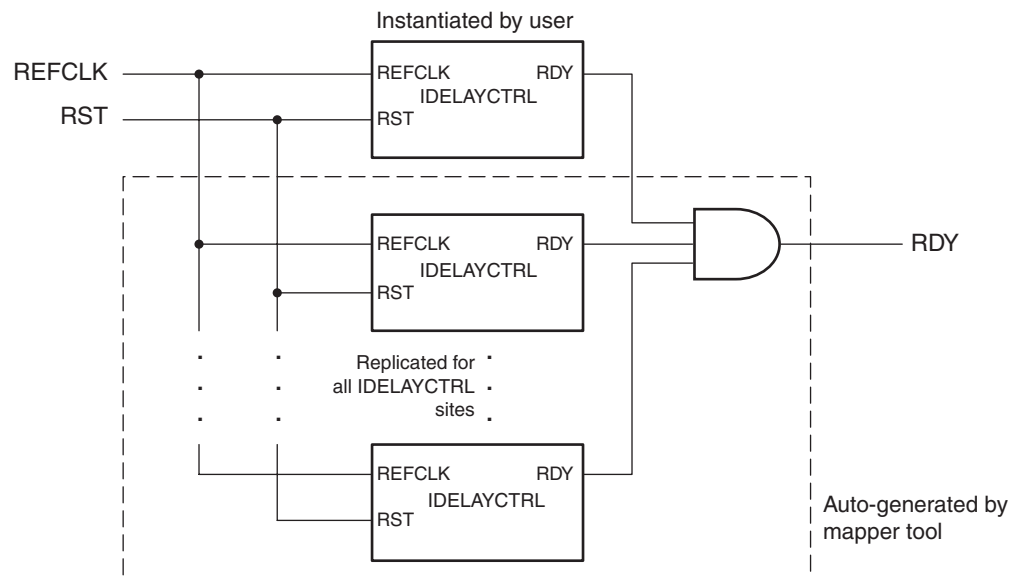 Instantiated by user
REFCLK
REFCLK RDY
IDELAYCTRL
RST
RST
REFCLK RDY
IDELAYCTRL
RST
RDY
Replicated for
all IDELAYCTRL
sites
REFCLK RDY
IDELAYCTRL
RST
Auto-generated by
mapper tool